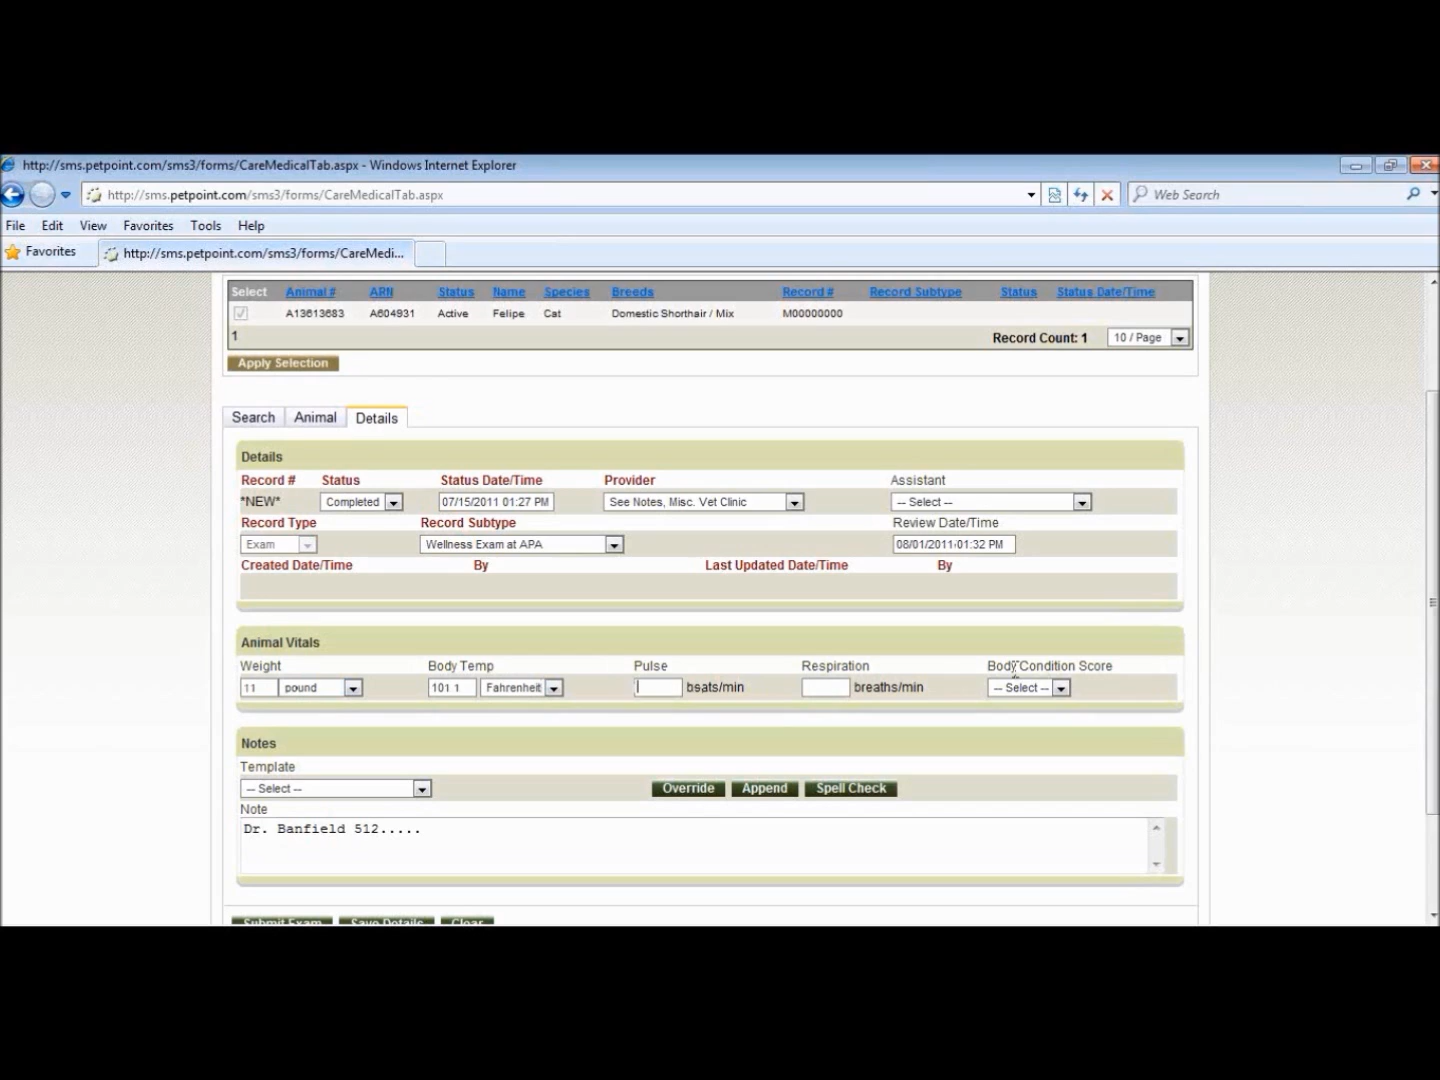 http://sms.petpoint.com/sms3/forms/CareMedicalTab.aspx - Windows Internet Explorer
http://sms.petpoint.com/sms3/forms/CareMedicalTab.aspx Web Search
File Edit View Favorites Tools Help
Favorites http://sms.petpoint.com/sms3/forms/CareMedi...
Select Animal # ARN Status Name Species Breeds Record # Record Subtype Status Status Date/Time
A13613683 A604931 Active Felipe Cat Domestic Shorthair / Mix M00000000
1 Record Count: 1 10 / Page
Apply Selection
Search Animal Details
Details
Record # Status Status Date/Time Provider Assistant
*NEW* Completed 07/15/2011 01:27 PM See Notes, Misc. Vet Clinic -- Select --
Record Type Record Subtype Review Date/Time
Exam Wellness Exam at APA 08/01/2011 01:32 PM
Created Date/Time By Last Updated Date/Time By
Animal Vitals
Weight Body Temp Pulse Respiration Body Condition Score
11 pound 101 1 Fahrenheit beats/min breaths/min -- Select --
Notes
Template
-- Select -- Override Append Spell Check
Note
Dr. Banfield 512.....
Submit Exam Save Details Clear